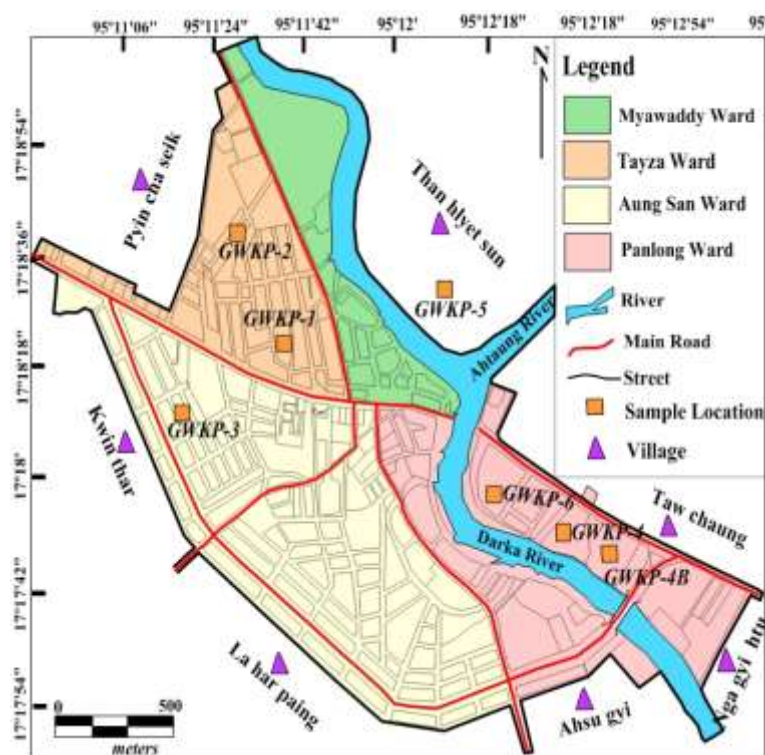 95°11'06" 95°11'24" 95°11'42" 95°12' 95°12'18" 95°12'18" 95°12'54"
17°18'54"
17°18'36"
17°18'18"
17°18'
17°17'42"
17°17'54"
N
Legend
Myawaddy Ward
Tayza Ward
Aung San Ward
Panlong Ward
River
Main Road
Street
Sample Location
Village
Pyin cha seik
Than hlyet sun
GWKP-2
GWKP-5
GWKP-1
Ahtaung River
GWKP-3
Kwin thar
GWKP-6
Taw chaung
GWKP-4
Darka River
GWKP-4B
La har paing
Ahsu gyi
gyi
0 500
meters